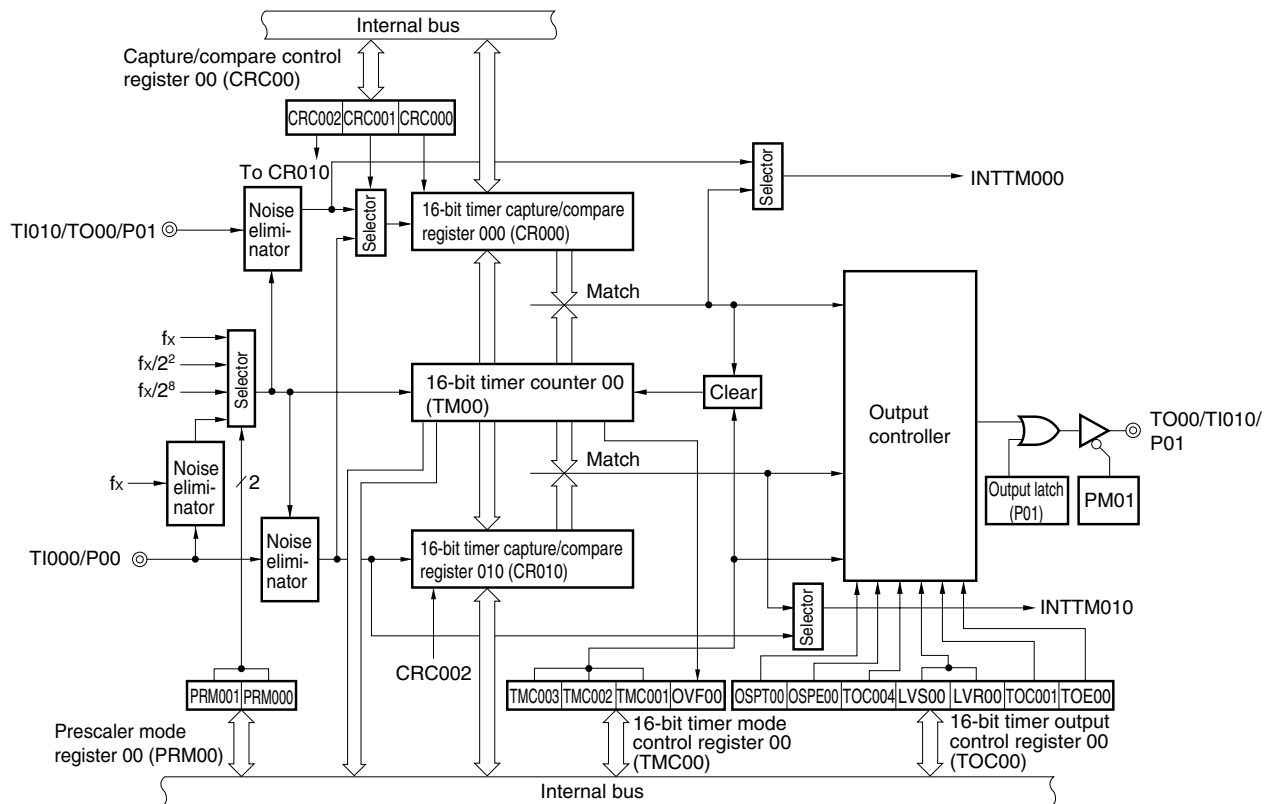 Internal bus
Capture/compare control
register 00 (CRC00)
CRC002 CRC001 CRC000
To CR010
TI010/TO00/P01
Noise
elimi-
nator
Selector
16-bit timer capture/compare
register 000 (CR000)
Selector
INTTM000
Match
fx
fx/2²
fx/2⁸
Selector
16-bit timer counter 00
(TM00)
Clear
Output
controller
TO00/TI010/
P01
Output latch
(P01)
PM01
fx
Noise
elimi-
nator
2
Match
TI000/P00
Noise
elimi-
nator
16-bit timer capture/compare
register 010 (CR010)
Selector
INTTM010
CRC002
PRM001 PRM000
TMC003 TMC002 TMC001 OVF00
OSPT00 OSPE00 TOC004 LVS00 LVR00 TOC001 TOE00
Prescaler mode
register 00 (PRM00)
16-bit timer mode
control register 00
(TMC00)
16-bit timer output
control register 00
(TOC00)
Internal bus